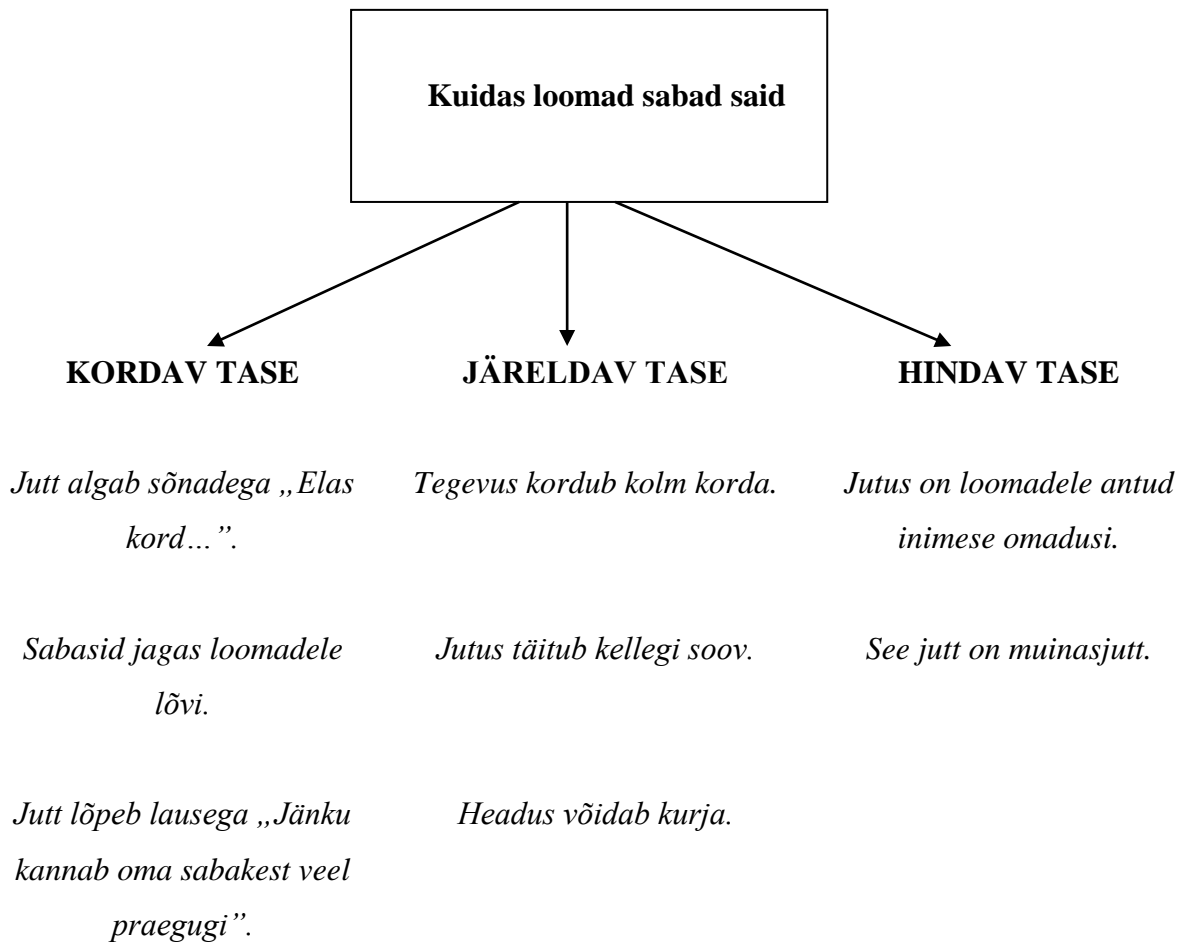 Kuidas loomad sabad said
KORDAV TASE
Jutt algab sõnadega „Elas
kord…”.
Sabasid jagas loomadele
lõvi.
Jutt lõpeb lausega „Jänku
kannab oma sabakest veel
praegugi”.
JÄRELDAV TASE
Tegevus kordub kolm korda.
Jutus täitub kellegi soov.
Headus võidab kurja.
HINDAV TASE
Jutus on loomadele antud
inimese omadusi.
See jutt on muinasjutt.